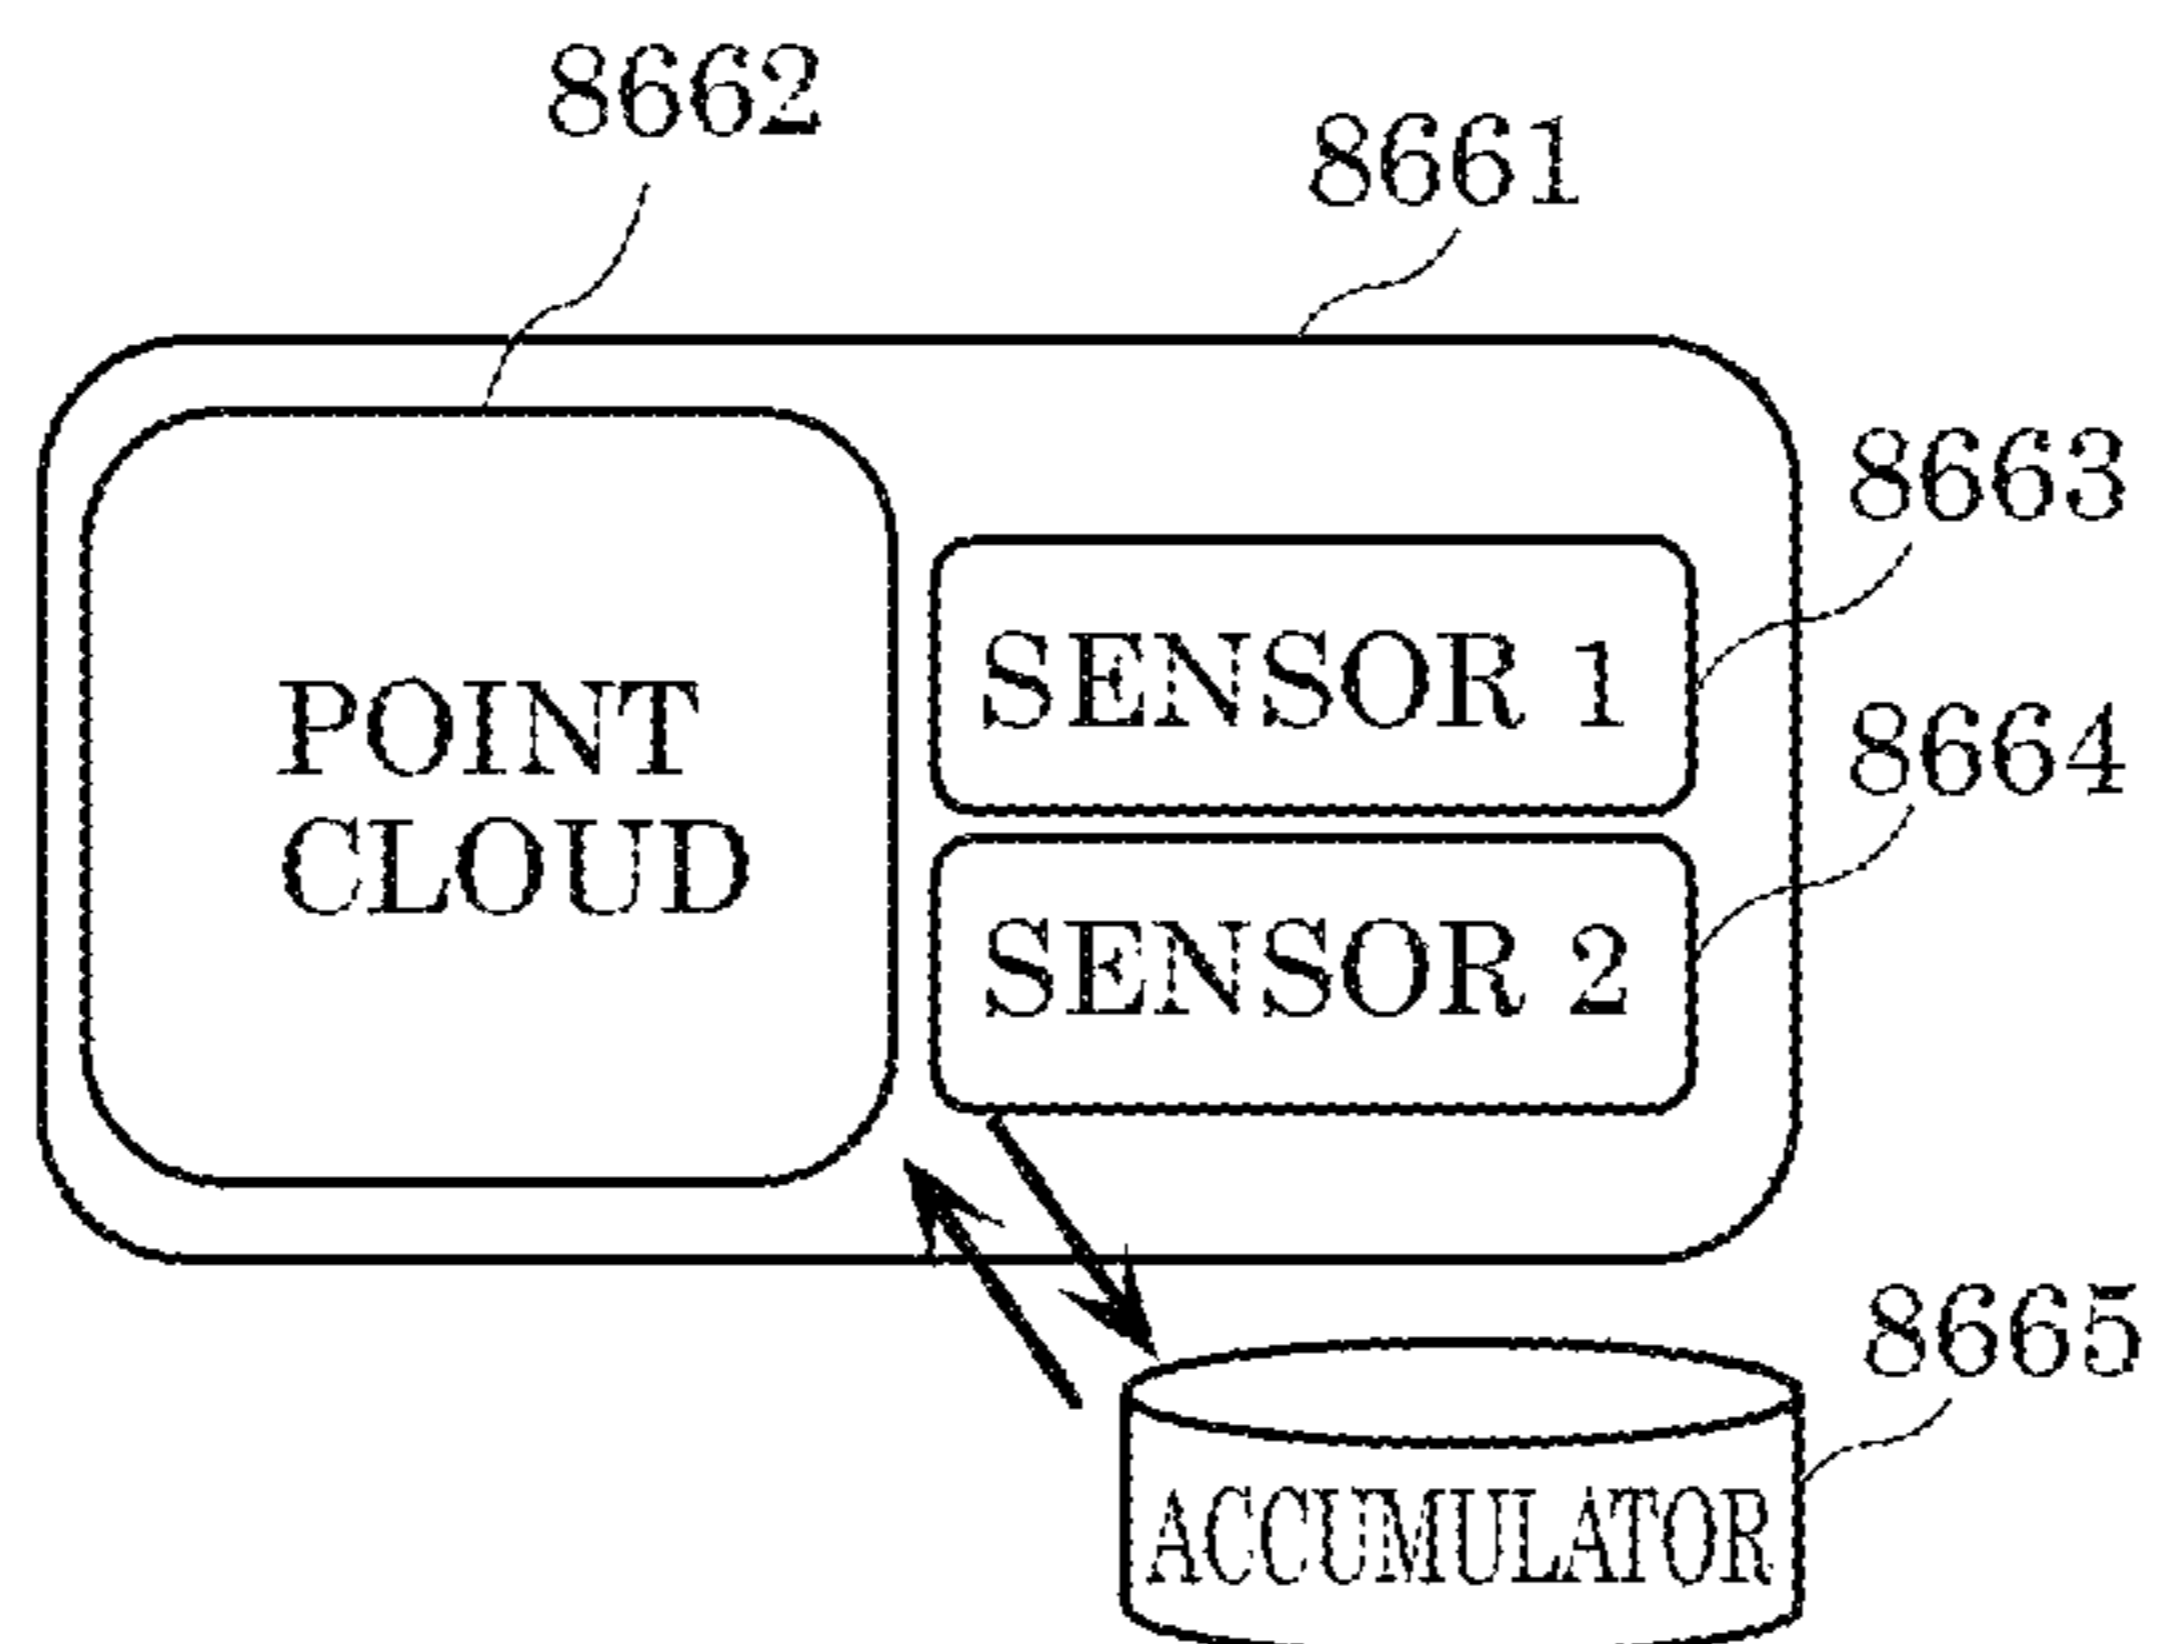 8662
8661
8663
SENSOR 1
POINT
CLOUD
8664
SENSOR 2
8665
ACCUMULATOR